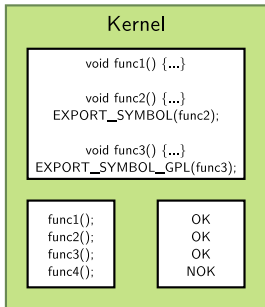 Kernel
void func1() {...}
void func2() {...}
EXPORT_SYMBOL(func2);
void func3() {...}
EXPORT_SYMBOL_GPL(func3);
func1();
func2();
func3();
func4();
OK
OK
OK
NOK